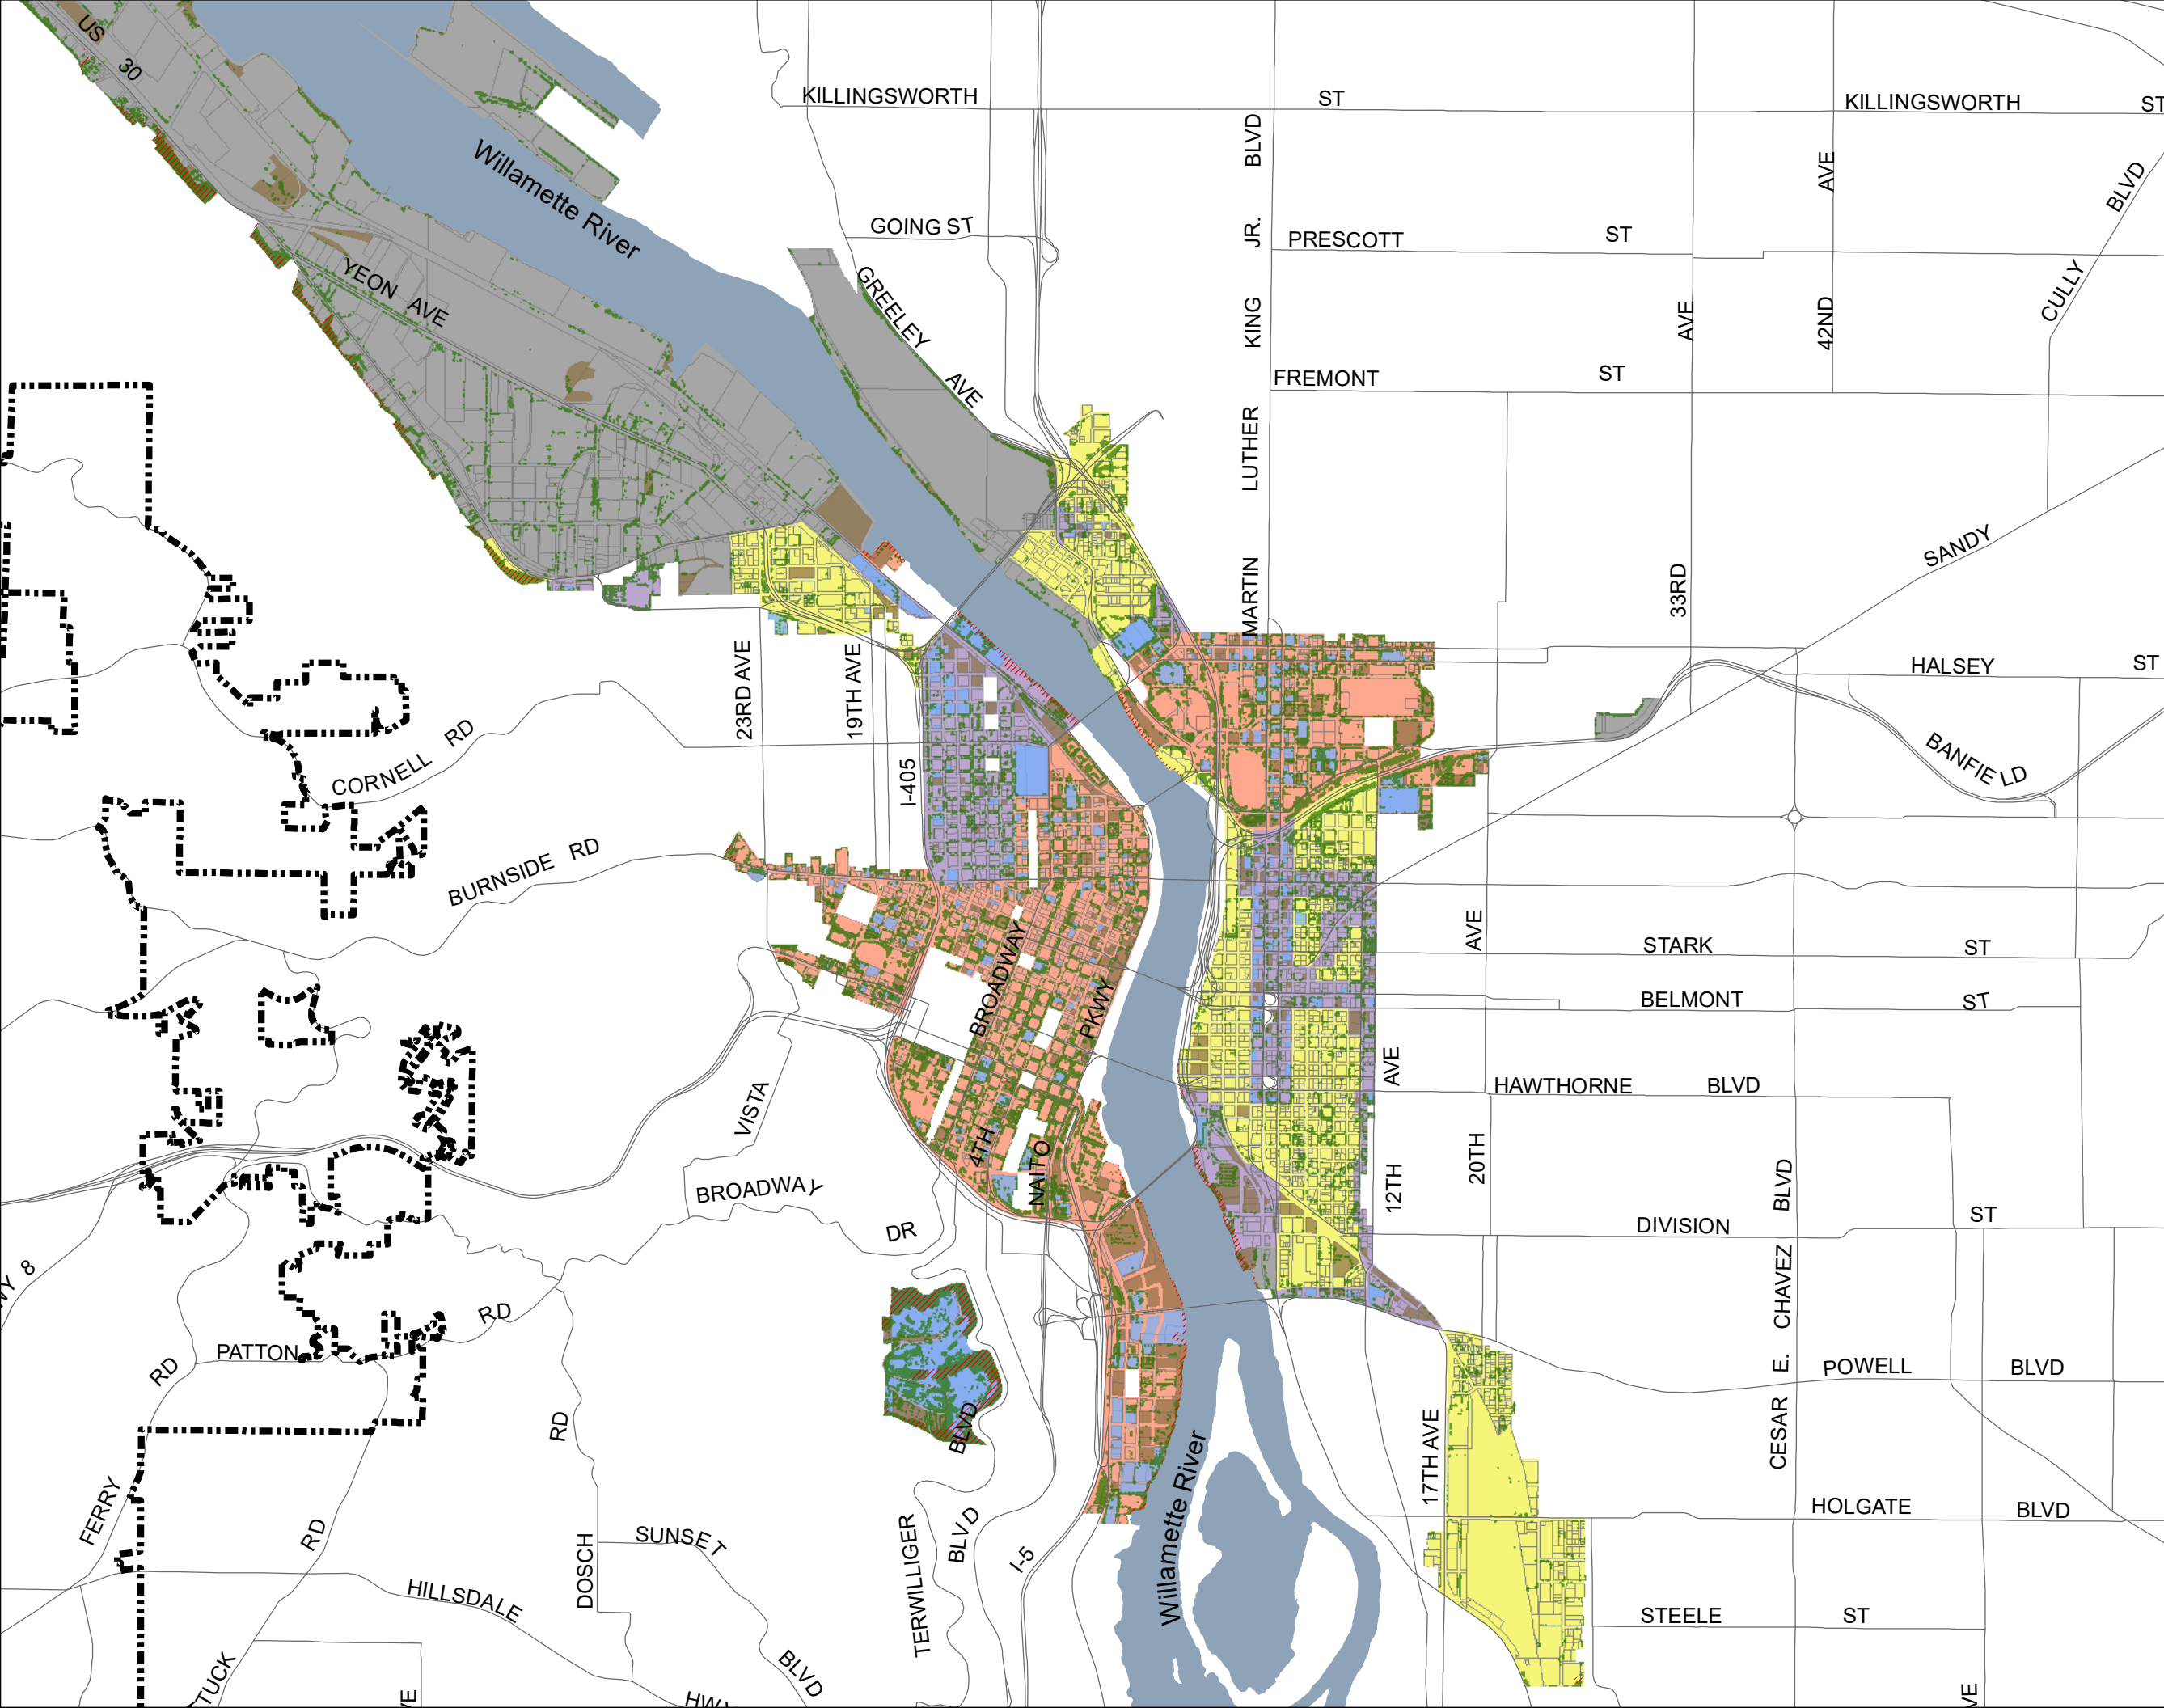 US 30
KILLINGSWORTH ST
KILLINGSWORTH ST
Willamette River
GOING ST
PRESCOTT ST
AVE
BLVD
CULLY
YEON AVE
GREELEY AVE
FREMONT ST
MARTIN LUTHER KING JR. BLVD
33RD AVE
42ND
SANDY
23RD AVE
19TH AVE
HALSEY ST
BANFIELD
CORNELL RD
I-405
BURNSIDE RD
BROADWAY
PKWY
NAITO
4TH
AVE
STARK ST
BELMONT ST
HAWTHORNE BLVD
12TH AVE
20TH
VISTA
BROADWAY DR
DIVISION ST
CESAR E. CHAVEZ BLVD
8
PATTON RD
RD
FERRY
RD
DOSCH RD
POWELL BLVD
17TH AVE
HOLGATE BLVD
BLVD
TERWILLIGER
BLVD
I-5
Willamette River
SUNSET
BLVD
HILLSDALE
STEELE ST
TUCK
VE
VE